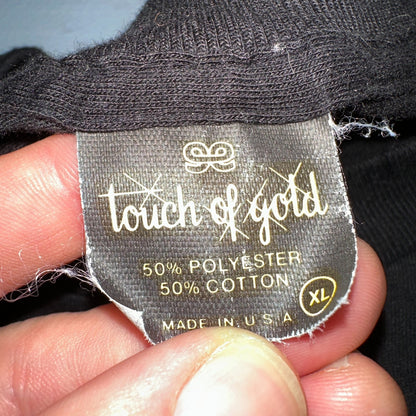 touch of gold
50% POLYESTER
50% COTTON
XL
MADE IN U.S.A